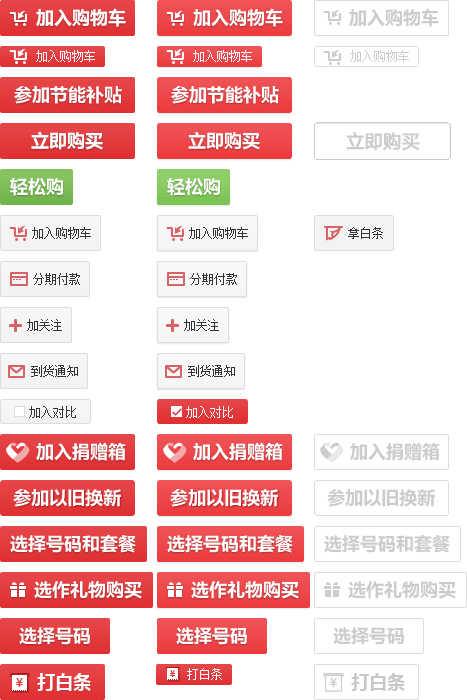 加入购物车 加入购物车 加入购物车
加入购物车 加入购物车 加入购物车
参加节能补贴 参加节能补贴
立即购买 立即购买 立即购买
轻松购 轻松购
加入购物车 加入购物车 拿白条
分期付款 分期付款
加关注 加关注
到货通知 到货通知
加入对比 加入对比
加入捐赠箱 加入捐赠箱 加入捐赠箱
参加以旧换新 参加以旧换新 参加以旧换新
选择号码和套餐 选择号码和套餐 选择号码和套餐
选作礼物购买 选作礼物购买 选作礼物购买
选择号码 选择号码 选择号码
¥ 打白条 ¥ 打白条 ¥ 打白条